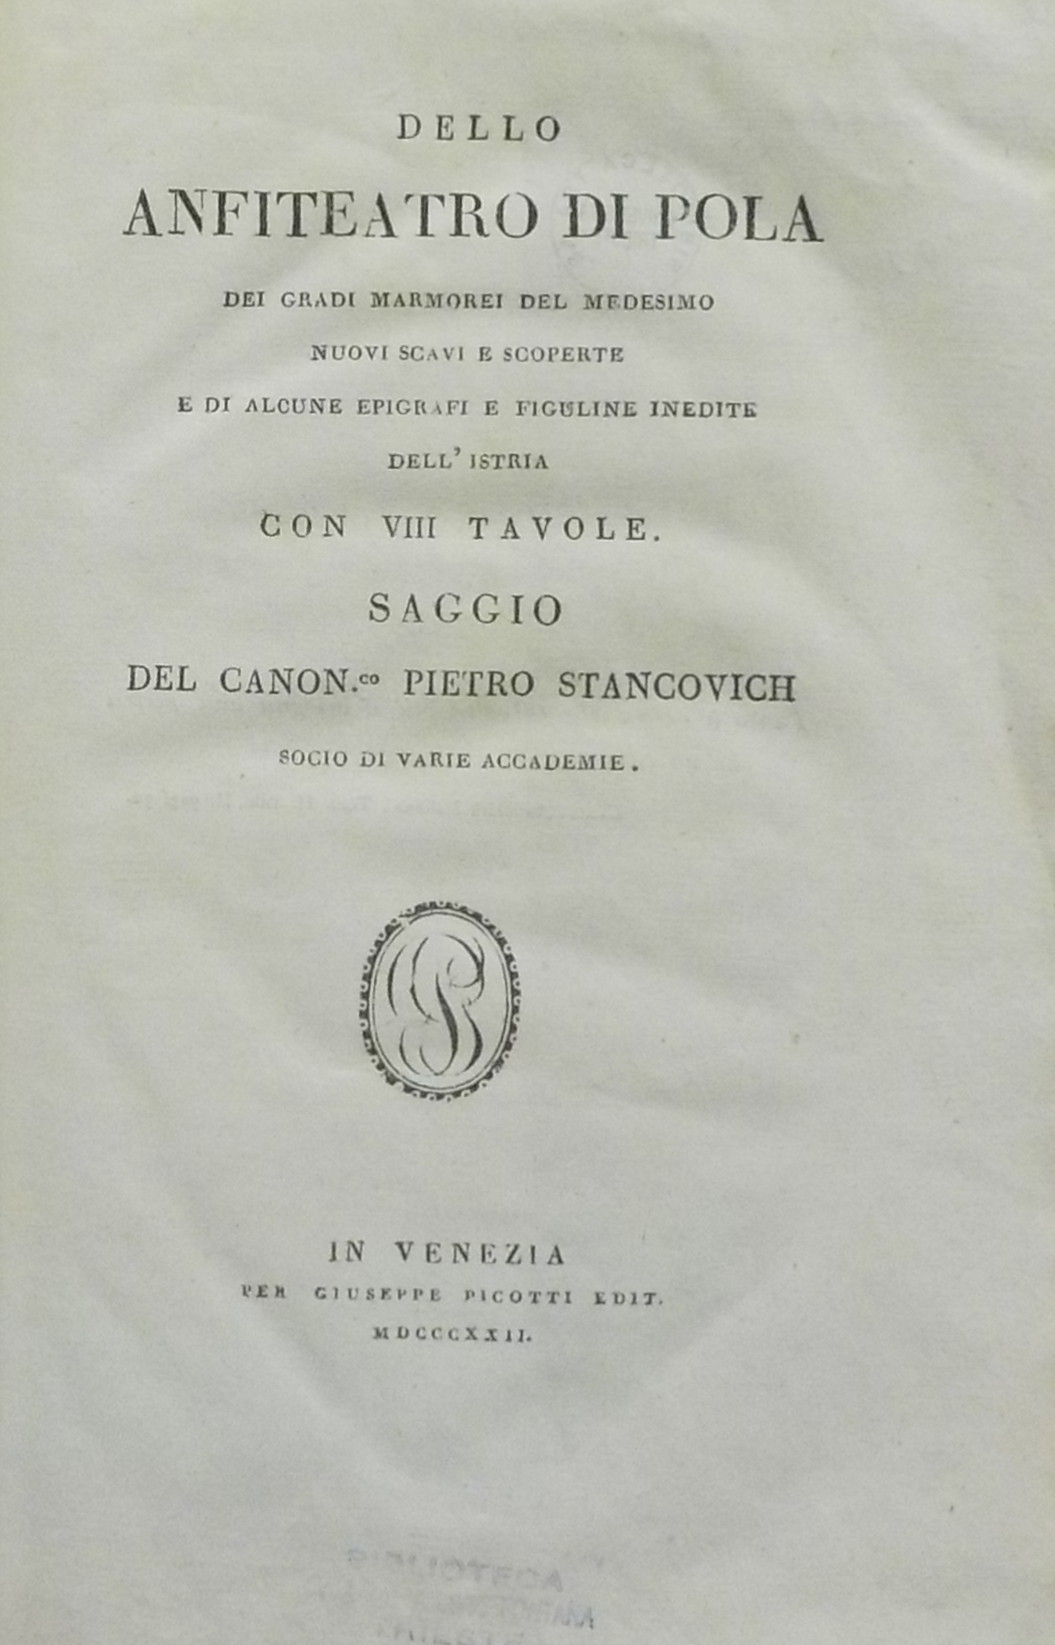 DELLO
ANFITEATRO DI POLA
DEI GRADI MARMOREI DEL MEDESIMO
NUOVI SCAVI E SCOPERTE
E DI ALCUNE EPIGRAFI E FIGULINE INEDITE
DELL' ISTRIA
CON VIII TAVOLE.
SAGGIO
DEL CANON.co PIETRO STANCOVICH
SOCIO DI VARIE ACCADEMIE.
IN VENEZIA
PER GIUSEPPE PICOTTI EDIT.
MDCCCXXII.
BIBLIOTECA